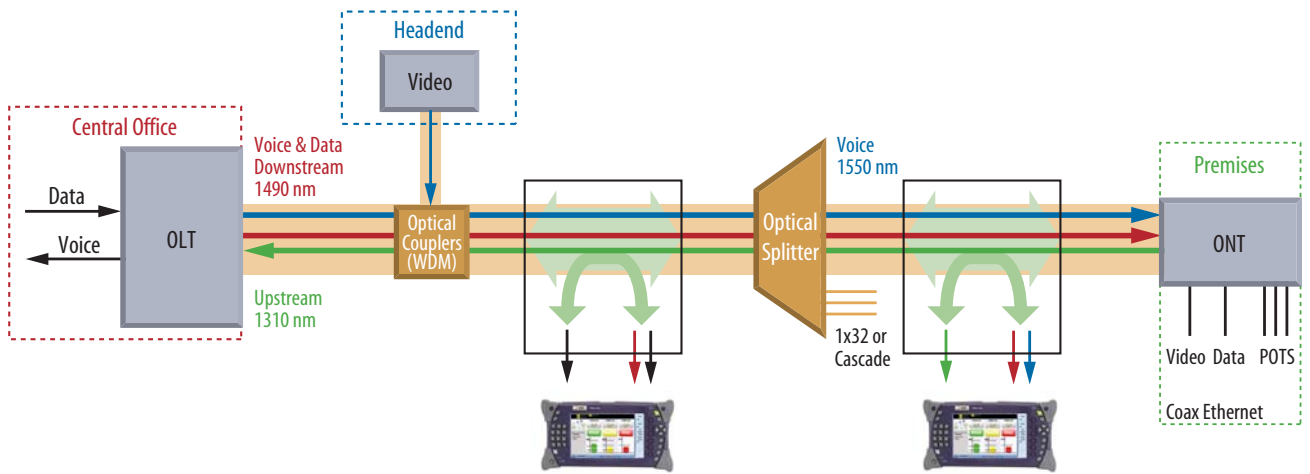 Headend
Video
Central Office
Data
Voice
OLT
Voice & Data
Downstream
1490 nm
Upstream
1310 nm
Optical
Couplers
(WDM)
Optical
Splitter
1x32 or
Cascade
Voice
1550 nm
Premises
ONT
Video Data POTS
Coax Ethernet